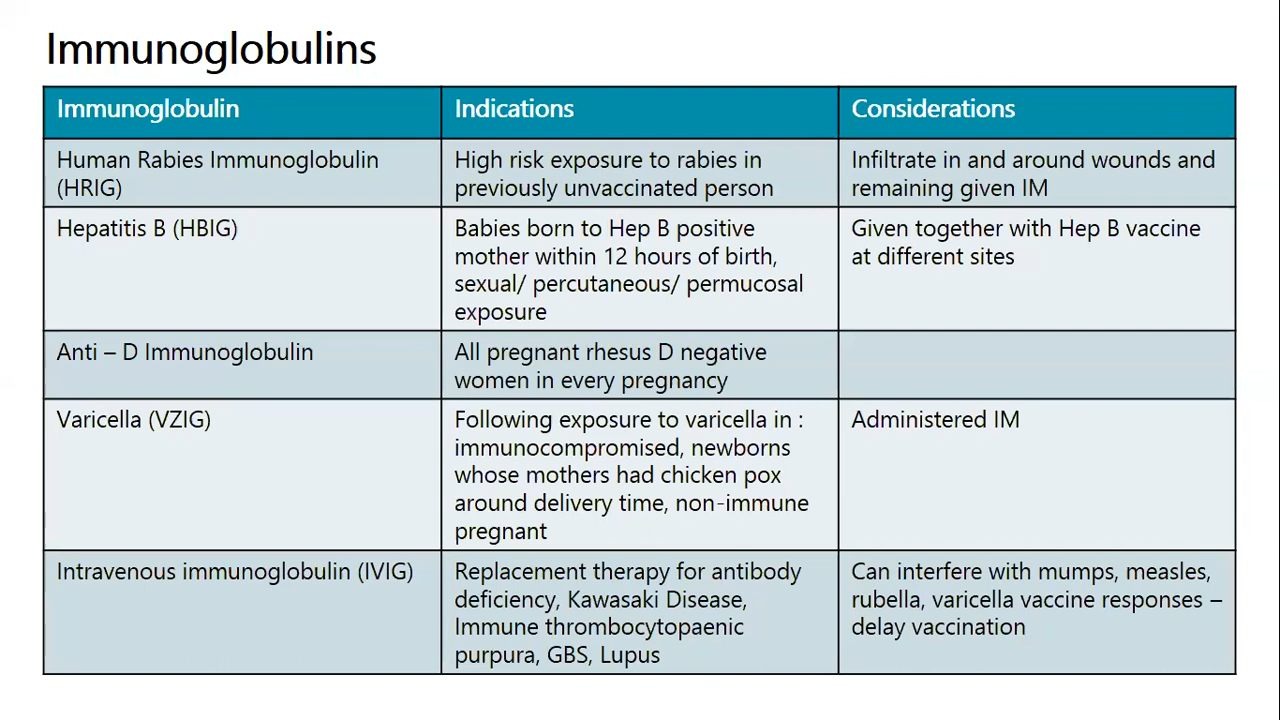 Immunoglobulins
Immunoglobulin
Indications
Considerations
Human Rabies Immunoglobulin
(HRIG)
High risk exposure to rabies in
previously unvaccinated person
Infiltrate in and around wounds and
remaining given IM
Hepatitis B (HBIG)
Babies born to Hep B positive
mother within 12 hours of birth,
sexual/ percutaneous/ permucosal
exposure
Given together with Hep B vaccine
at different sites
Anti – D Immunoglobulin
All pregnant rhesus D negative
women in every pregnancy
Varicella (VZIG)
Following exposure to varicella in :
immunocompromised, newborns
whose mothers had chicken pox
around delivery time, non-immune
pregnant
Administered IM
Intravenous immunoglobulin (IVIG)
Replacement therapy for antibody
deficiency, Kawasaki Disease,
Immune thrombocytopaenic
purpura, GBS, Lupus
Can interfere with mumps, measles,
rubella, varicella vaccine responses –
delay vaccination